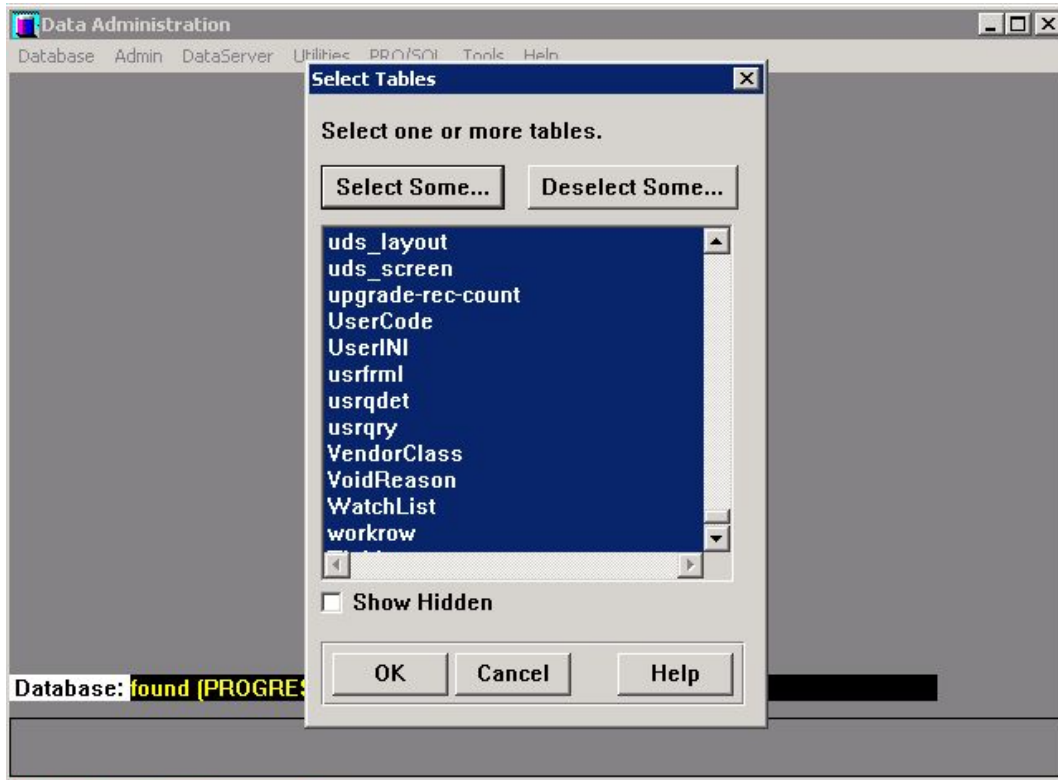 Data Administration
Database Admin DataServer Utilities PRO/SQL Tools Help
Select Tables
Select one or more tables.
Select Some... Deselect Some...
uds_layout
uds_screen
upgrade-rec-count
UserCode
UserINI
usrfrml
usrqdet
usrqry
VendorClass
VoidReason
WatchList
workrow
Show Hidden
OK Cancel Help
Database: found (PROGRES